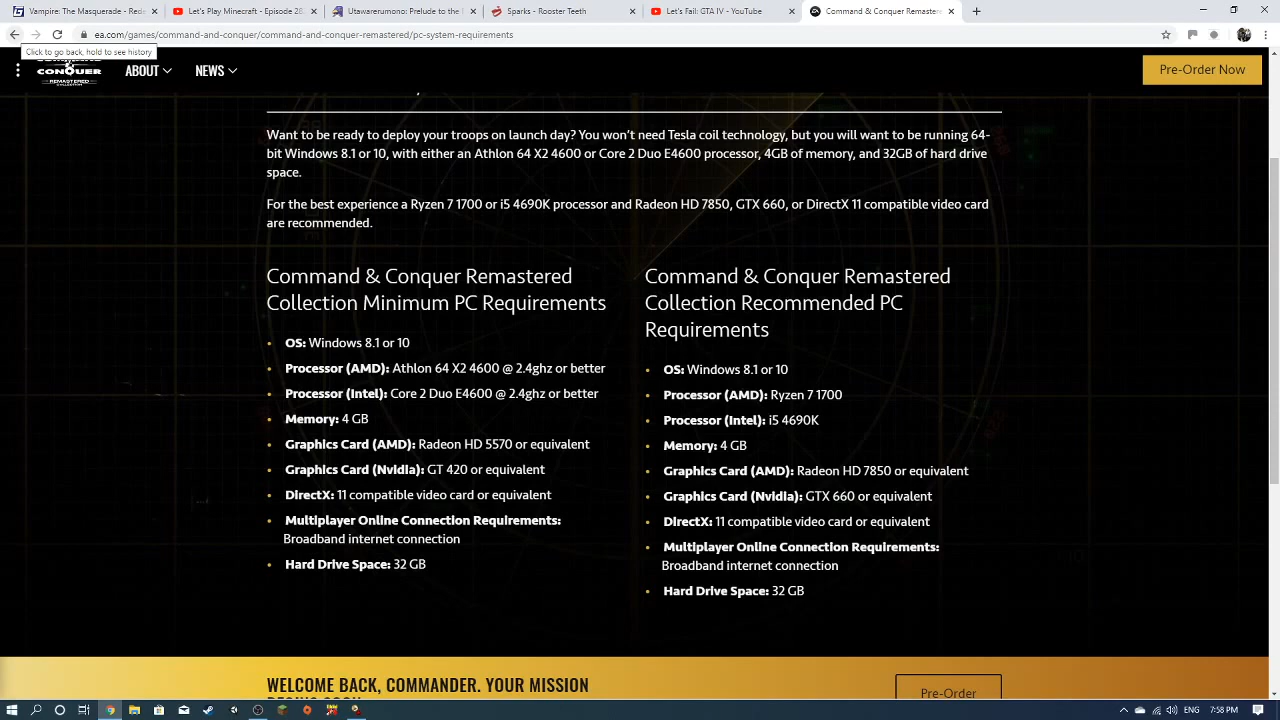 Vampire: The Masquerade - Rede
Let's Play Minecraft - Episode 28
Utawarerumono: Prelude to the
Sparks - Rooster Teeth
Let's Fail: GTA IV - YouTube
Command & Conquer Remastered
ea.com/games/command-and-conquer/command-and-conquer-remastered/pc-system-requirements
Click to go back, hold to see history
CONQUER
REMASTERED
ABOUT
NEWS
Pre-Order Now
Want to be ready to deploy your troops on launch day? You won't need Tesla coil technology, but you will want to be running 64-
bit Windows 8.1 or 10, with either an Athlon 64 X2 4600 or Core 2 Duo E4600 processor, 4GB of memory, and 32GB of hard drive
space.
For the best experience a Ryzen 7 1700 or i5 4690K processor and Radeon HD 7850, GTX 660, or DirectX 11 compatible video card
are recommended.
Command & Conquer Remastered
Collection Minimum PC Requirements
OS: Windows 8.1 or 10
Processor (AMD): Athlon 64 X2 4600 @ 2.4ghz or better
Processor (Intel): Core 2 Duo E4600 @ 2.4ghz or better
Memory: 4 GB
Graphics Card (AMD): Radeon HD 5570 or equivalent
Graphics Card (Nvidia): GT 420 or equivalent
DirectX: 11 compatible video card or equivalent
Multiplayer Online Connection Requirements:
Broadband internet connection
Hard Drive Space: 32 GB
Command & Conquer Remastered
Collection Recommended PC
Requirements
OS: Windows 8.1 or 10
Processor (AMD): Ryzen 7 1700
Processor (Intel): i5 4690K
Memory: 4 GB
Graphics Card (AMD): Radeon HD 7850 or equivalent
Graphics Card (Nvidia): GTX 660 or equivalent
DirectX: 11 compatible video card or equivalent
Multiplayer Online Connection Requirements:
Broadband internet connection
Hard Drive Space: 32 GB
WELCOME BACK, COMMANDER. YOUR MISSION
Pre-Order
ENG
7:58 PM